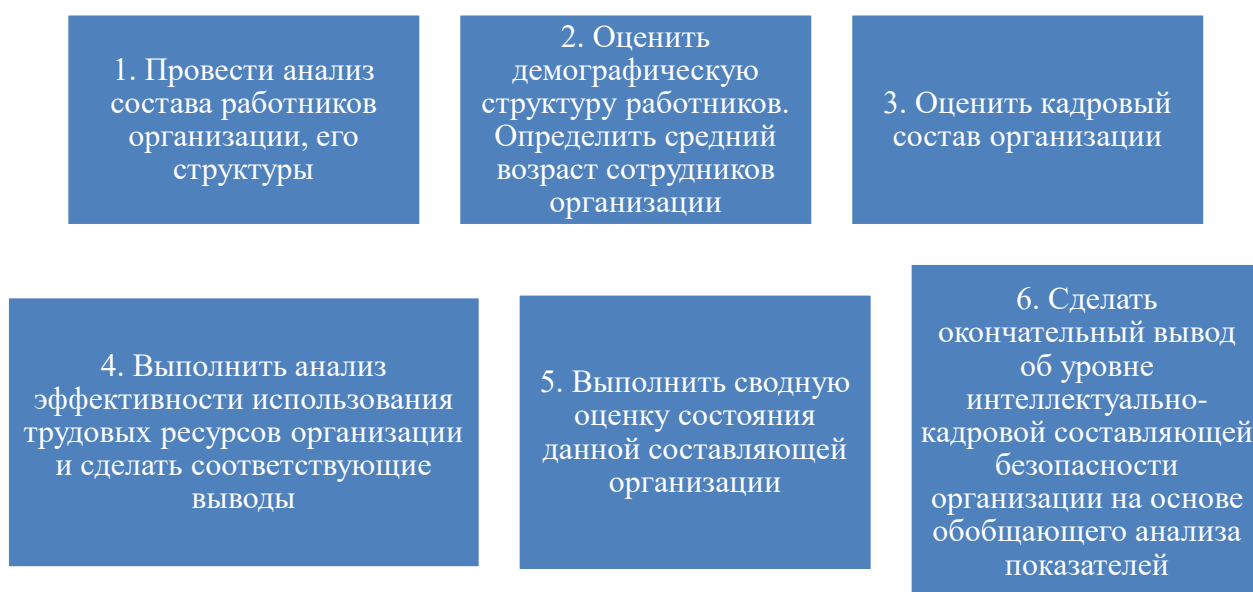 1. Провести анализ
состава работников
организации, его
структуры
2. Оценить
демографическую
структуру работников.
Определить средний
возраст сотрудников
организации
3. Оценить кадровый
состав организации
4. Выполнить анализ
эффективности использования
трудовых ресурсов организации
и сделать соответствующие
выводы
5. Выполнить сводную
оценку состояния
данной составляющей
организации
6. Сделать
окончательный вывод
об уровне
интеллектуально-
кадровой составляющей
безопасности
организации на основе
обобщающего анализа
показателей